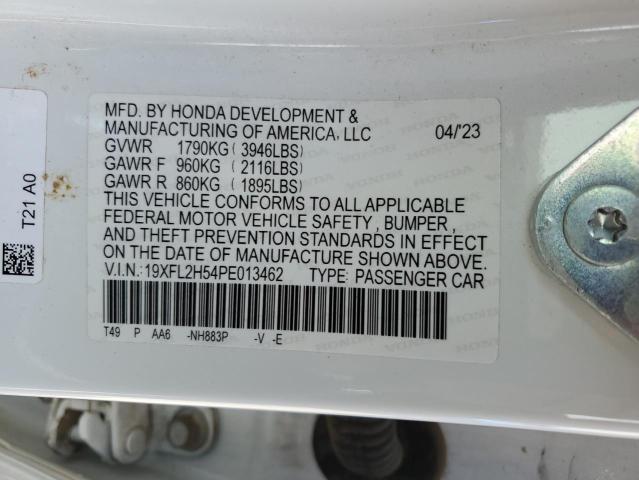 MFD. BY HONDA DEVELOPMENT &
MANUFACTURING OF AMERICA, LLC 04/'23
GVWR 1790KG (3946LBS)
GAWR F 960KG (2116LBS)
GAWR R 860KG (1895LBS)
THIS VEHICLE CONFORMS TO ALL APPLICABLE
FEDERAL MOTOR VEHICLE SAFETY , BUMPER ,
AND THEFT PREVENTION STANDARDS IN EFFECT
ON THE DATE OF MANUFACTURE SHOWN ABOVE.
V.I.N.:19XFL2H54PE013462 TYPE: PASSENGER CAR
T49 P AA6 -NH883P -V -E
T21 A0